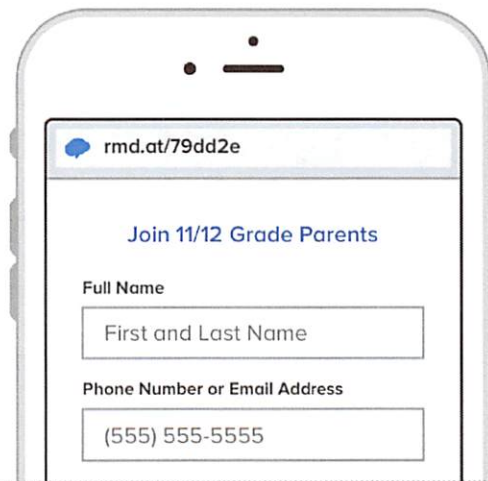 rmd.at/79dd2e
Join 11/12 Grade Parents
Full Name
First and Last Name
Phone Number or Email Address
(555) 555-5555